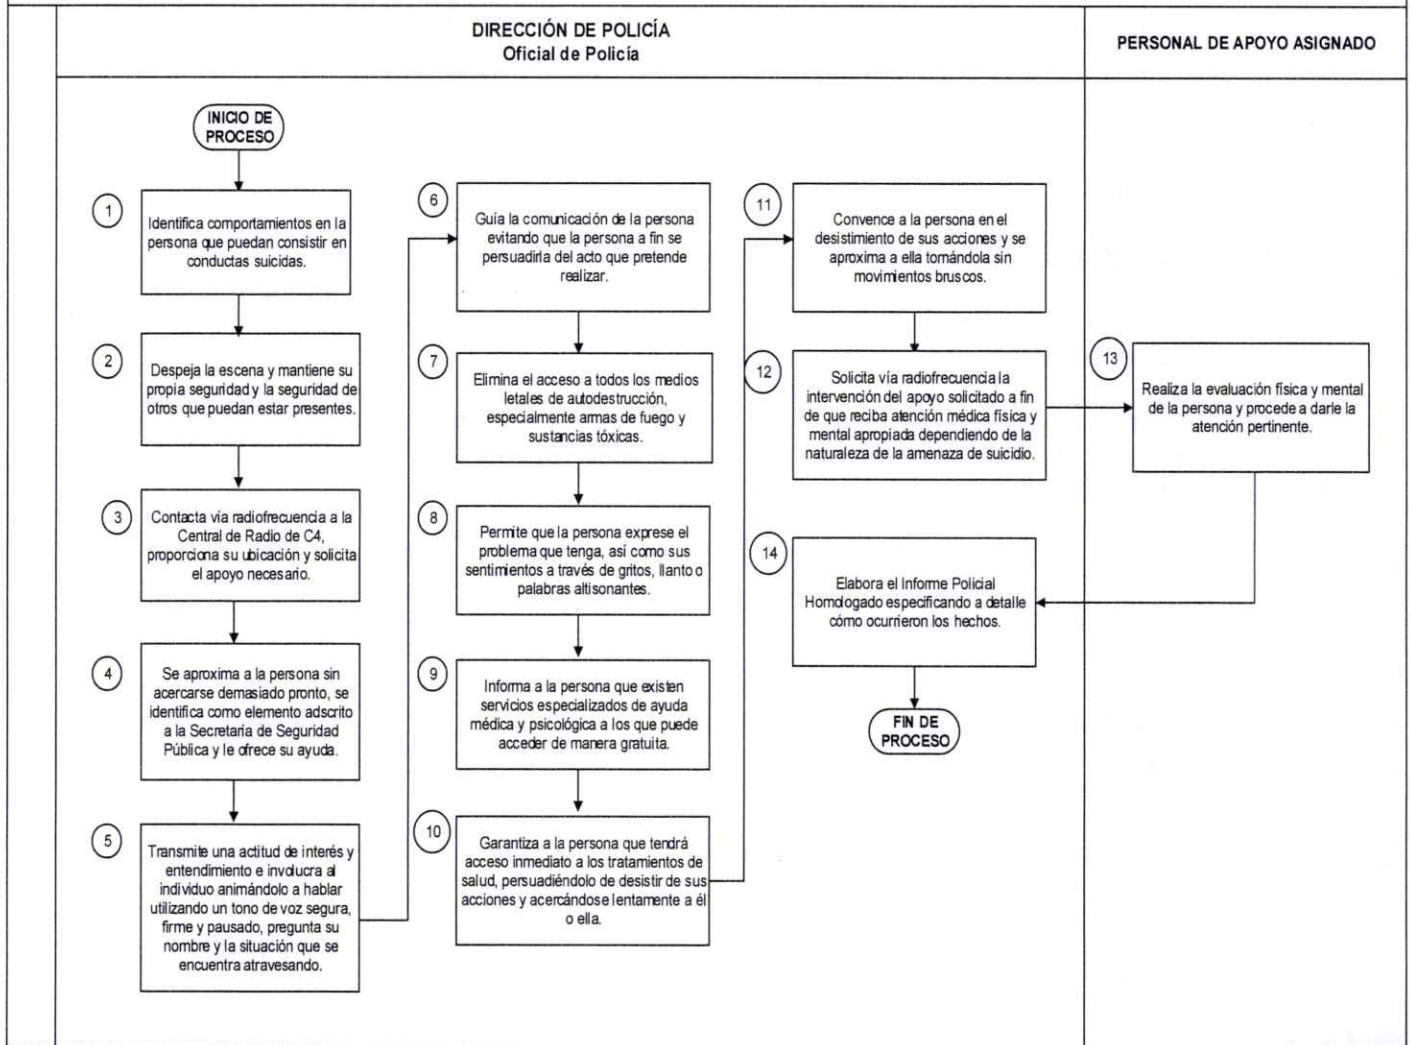 DIRECCIÓN DE POLICÍA
Oficial de Policía
PERSONAL DE APOYO ASIGNADO
INICIO DE
PROCESO
1
Identifica comportamientos en la
persona que puedan consistir en
conductas suicidas.
2
Despeja la escena y mantiene su
propia seguridad y la seguridad de
otros que puedan estar presentes.
3
Contacta vía radiofrecuencia a la
Central de Radio de C4,
proporciona su ubicación y solicita
el apoyo necesario.
4
Se aproxima a la persona sin
acercarse demasiado pronto, se
identifica como elemento adscrito
a la Secretaría de Seguridad
Pública y le ofrece su ayuda.
5
Transmite una actitud de interés y
entendimiento e involucra al
individuo animándolo a hablar
utilizando un tono de voz segura,
firme y pausado, pregunta su
nombre y la situación que se
encuentra atravesando.
6
Guía la comunicación de la persona
evitando que la persona a fin se
persuadirla del acto que pretende
realizar.
7
Elimina el acceso a todos los medios
letales de autodestrucción,
especialmente armas de fuego y
sustancias tóxicas.
8
Permite que la persona exprese el
problema que tenga, así como sus
sentimientos a través de gritos, llanto o
palabras altisonantes.
9
Informa a la persona que existen
servicios especializados de ayuda
médica y psicológica a los que puede
acceder de manera gratuita.
10
Garantiza a la persona que tendrá
acceso inmediato a los tratamientos de
salud, persuadiéndolo de desistir de sus
acciones y acercándose lentamente a él
o ella.
11
Convence a la persona en el
desistimiento de sus acciones y se
aproxima a ella tomándola sin
movimientos bruscos.
12
Solicita vía radiofrecuencia la
intervención del apoyo solicitado a fin
de que reciba atención médica física y
mental apropiada dependiendo de la
naturaleza de la amenaza de suicidio.
13
Realiza la evaluación física y mental
de la persona y procede a darle la
atención pertinente.
14
Elabora el Informe Policial
Homologado especificando a detalle
cómo ocurrieron los hechos.
FIN DE
PROCESO